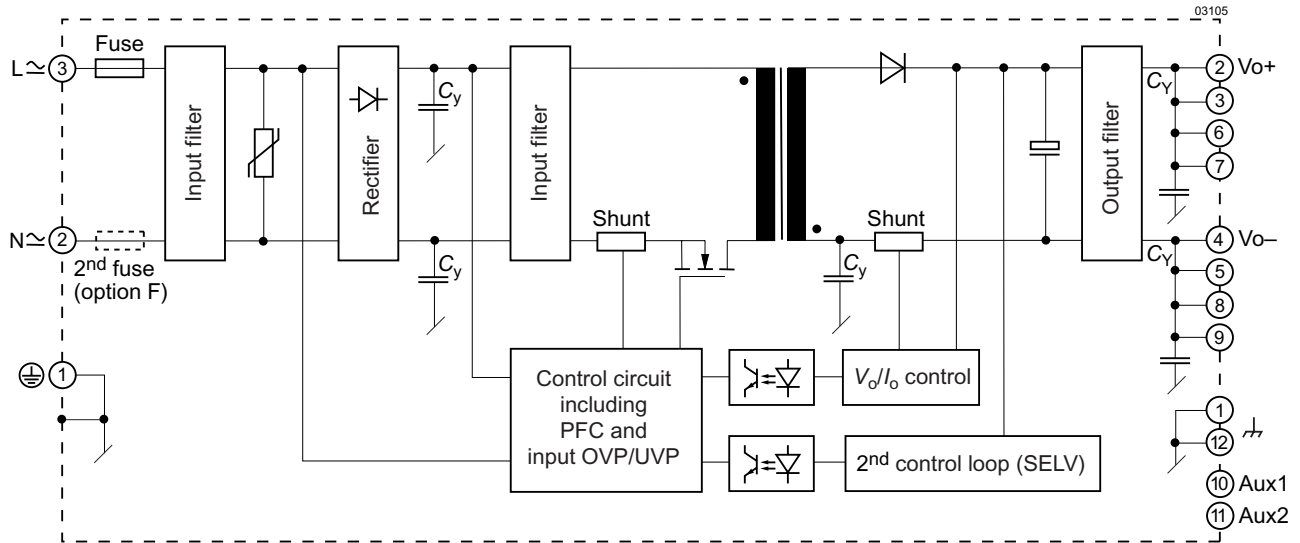 03105
Fuse
L≃ 3
Input filter
Rectifier
Cy
Input filter
CY
2 Vo+
3
6
7
Output filter
N≃ 2
2nd fuse
(option F)
Cy
Shunt
Cy
Shunt
CY
4 Vo–
5
8
9
1
Control circuit
including
PFC and
input OVP/UVP
Vo/Io control
2nd control loop (SELV)
1
12
10 Aux1
11 Aux2